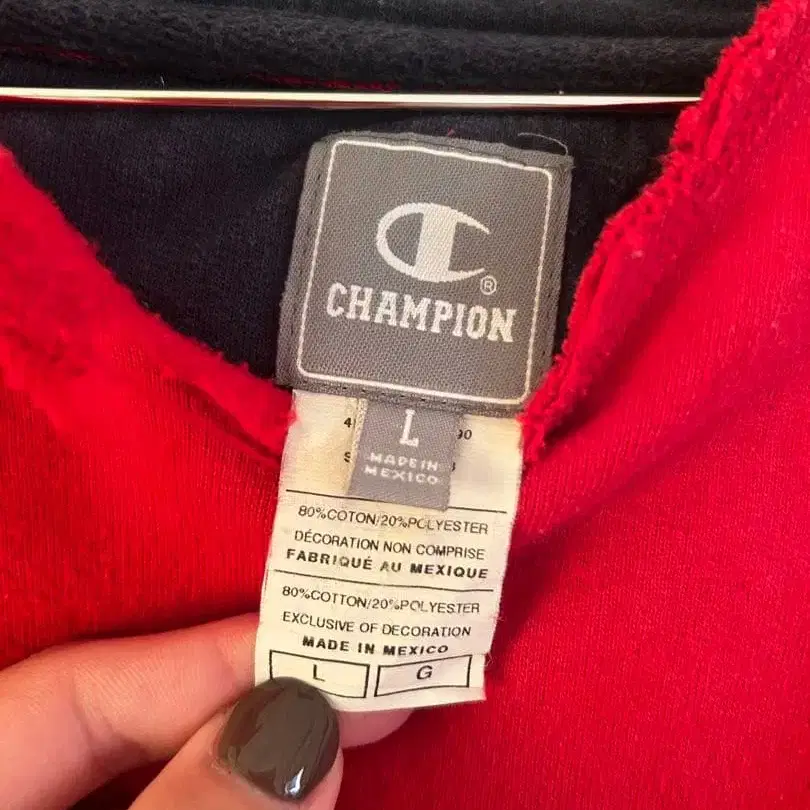 CHAMPION
®
L
MADE IN
MEXICO
80%COTON/20%POLYESTER
DÉCORATION NON COMPRISE
FABRIQUÉ AU MEXIQUE
80%COTTON/20%POLYESTER
EXCLUSIVE OF DECORATION
MADE IN MEXICO
L G